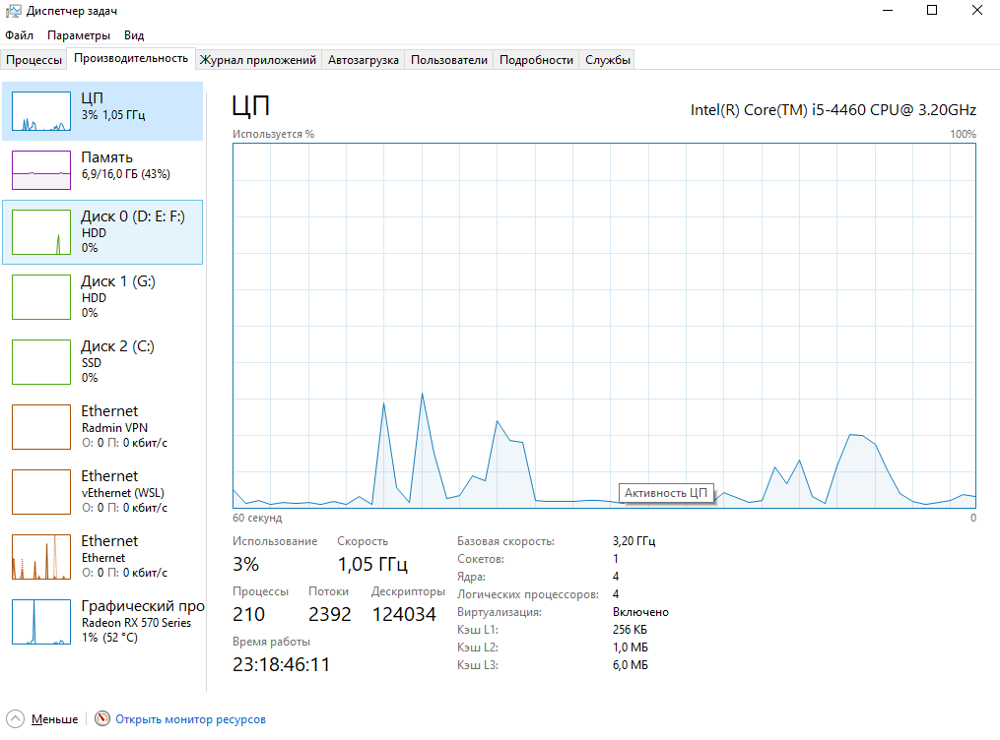 Диспетчер задач
Файл Параметры Вид
Процессы Производительность Журнал приложений Автозагрузка Пользователи Подробности Службы
ЦП
3% 1,05 ГГц
Память
6,9/16,0 ГБ (43%)
Диск 0 (D: E: F:)
HDD
0%
Диск 1 (G:)
HDD
0%
Диск 2 (C:)
SSD
0%
Ethernet
Radmin VPN
О: 0 П: 0 кбит/с
Ethernet
vEthernet (WSL)
О: 0 П: 0 кбит/с
Ethernet
Ethernet
О: 0 П: 0 кбит/с
Графический про
Radeon RX 570 Series
1% (52 °C)
ЦП Intel(R) Core(TM) i5-4460 CPU@ 3.20GHz
Используется % 100%
Активность ЦП
60 секунд 0
Использование Скорость
3% 1,05 ГГц
Процессы Потоки Дескрипторы
210 2392 124034
Время работы
23:18:46:11
Базовая скорость: 3,20 ГГц
Сокетов: 1
Ядра: 4
Логических процессоров: 4
Виртуализация: Включено
Кэш L1: 256 КБ
Кэш L2: 1,0 МБ
Кэш L3: 6,0 МБ
Меньше Открыть монитор ресурсов